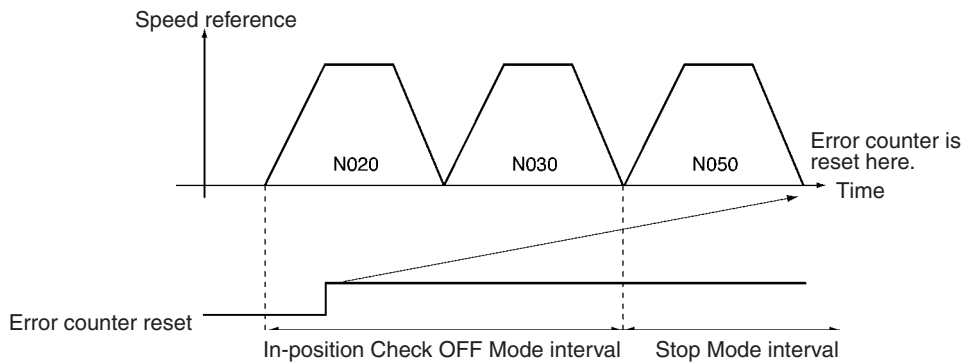 Speed reference
N020
N030
N050
Error counter is
reset here.
Time
Error counter reset
In-position Check OFF Mode interval
Stop Mode interval